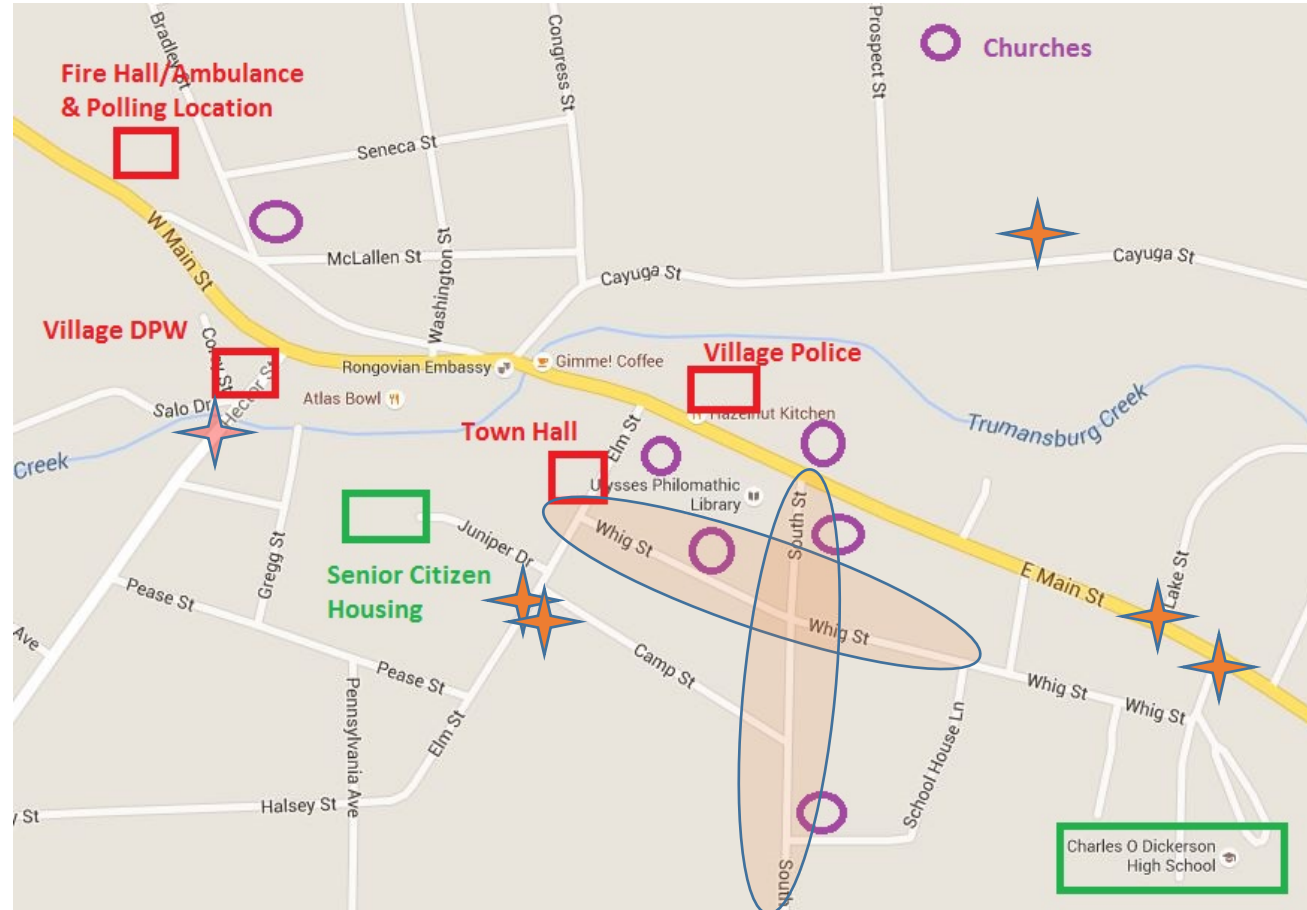 Bradley St
Congress St
Prospect St
Churches
Fire Hall/Ambulance
& Polling Location
Seneca St
W Main St
McLallen St
Washington St
Cayuga St
Cayuga St
Village DPW
Corey St
Hector St
Salo Dr
Rongovian Embassy
Gimme! Coffee
Atlas Bowl
Village Police
Hazelnut Kitchen
Trumansburg Creek
Creek
Town Hall
Elm St
Ulysses Philomathic
Library
South St
Whig St
Juniper Dr
Gregg St
Senior Citizen
Housing
E Main St
Lake St
Pease St
Ave
Whig St
Camp St
Pease St
Whig St
Whig St
Pennsylvania Ave
Elm St
School House Ln
Halsey St
y St
Charles O Dickerson
High School
South